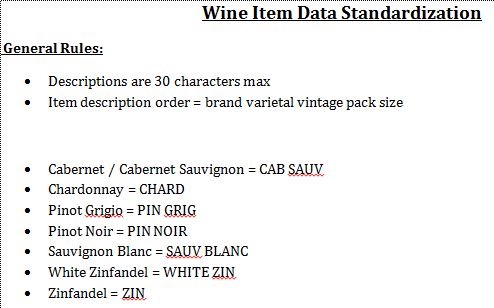 Wine Item Data Standardization
General Rules:
• Descriptions are 30 characters max
• Item description order = brand varietal vintage pack size
• Cabernet / Cabernet Sauvignon = CAB SAUV
• Chardonnay = CHARD
• Pinot Grigio = PIN GRIG
• Pinot Noir = PIN NOIR
• Sauvignon Blanc = SAUV BLANC
• White Zinfandel = WHITE ZIN
• Zinfandel = ZIN